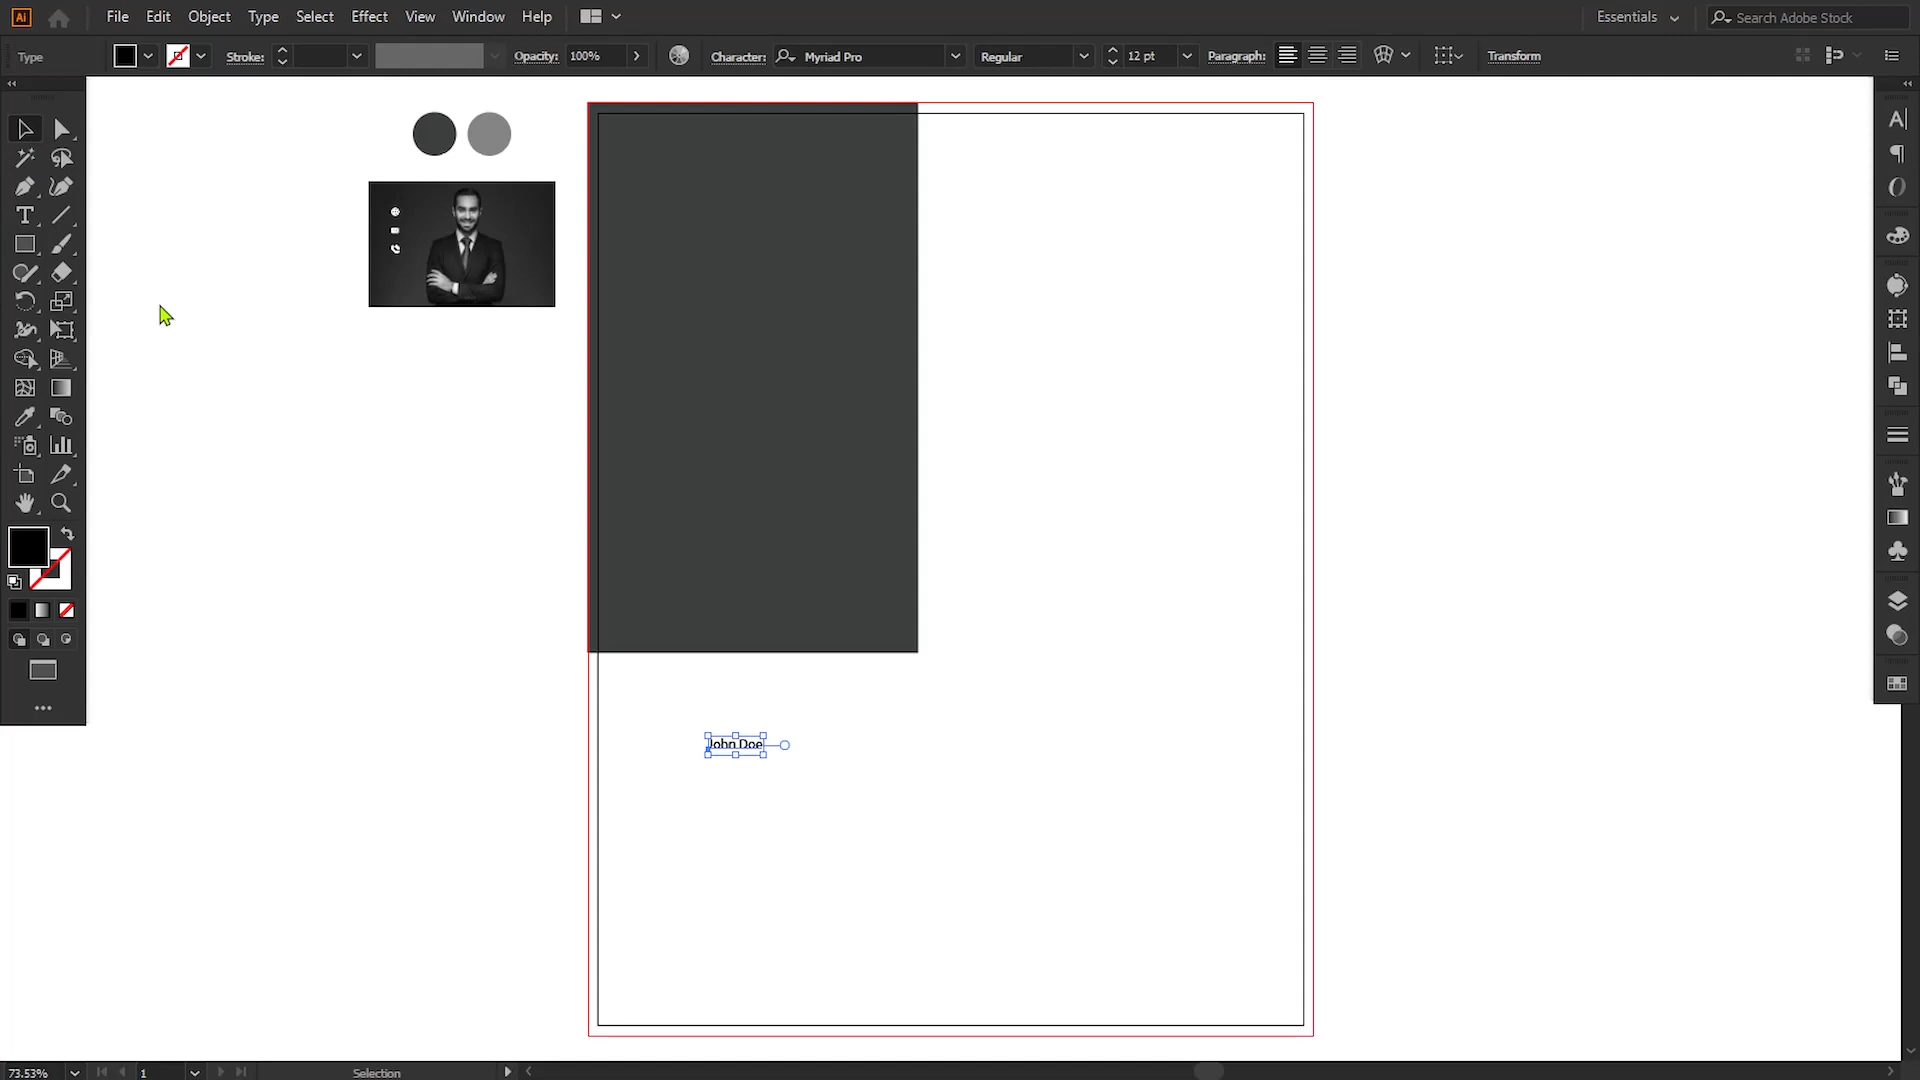 Ai File Edit Object Type Select Effect View Window Help Essentials Search Adobe Stock
Type Stroke: Opacity: 100% Character: Myriad Pro Regular 12 pt Paragraph: Transform
John Doe
73.53% 1 Selection